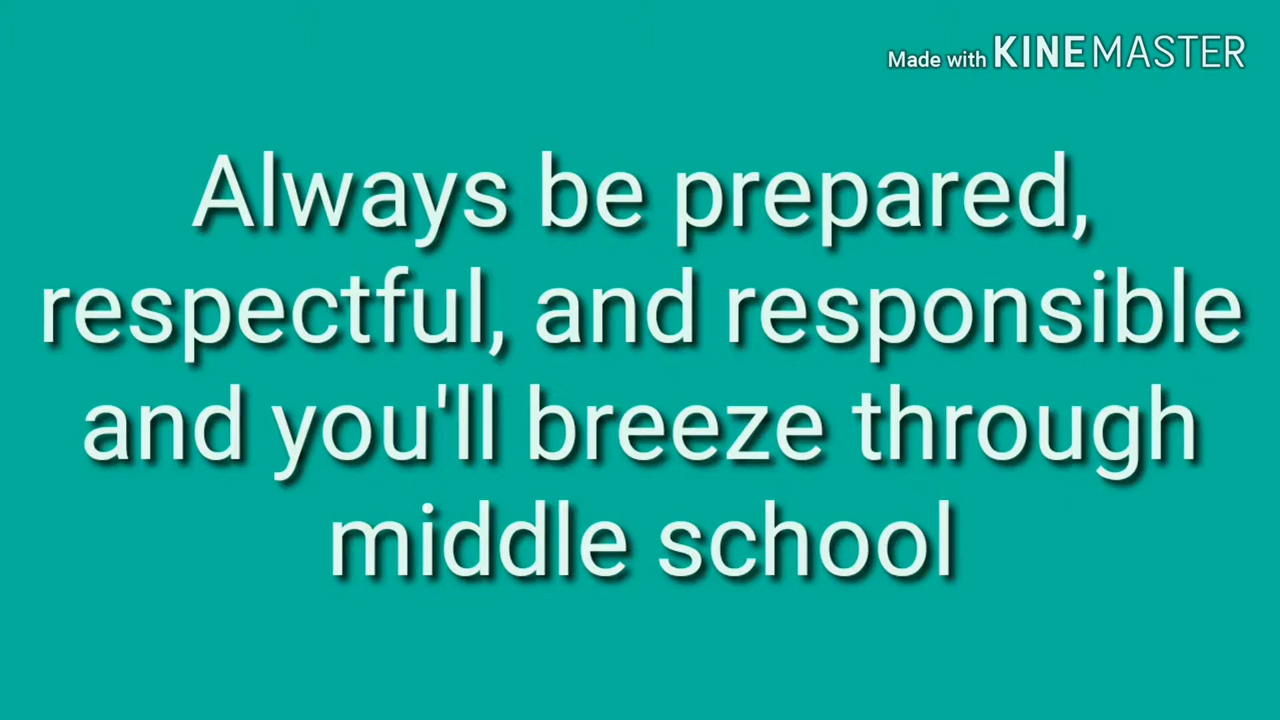 Made with KINEMASTER
Always be prepared,
respectful, and responsible
and you'll breeze through
middle school